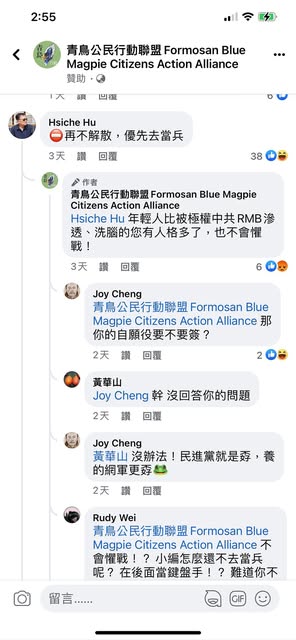 2:55
青鳥公民行動聯盟 Formosan Blue
Magpie Citizens Action Alliance
贊助
1天 讚 回覆 6
Hsiche Hu
⛔再不解散，優先去當兵
3天 讚 回覆 38
作者
青鳥公民行動聯盟 Formosan Blue Magpie
Citizens Action Alliance
Hsiche Hu 年輕人比被極權中共 RMB滲
透、洗腦的您有人格多了，也不會懼
戰！
3天 讚 回覆 6
Joy Cheng
青鳥公民行動聯盟 Formosan Blue
Magpie Citizens Action Alliance 那
你的自願役要不要簽？
2天 讚 回覆 2
黃華山
Joy Cheng 幹 沒回答你的問題
2天 讚 回覆
Joy Cheng
黃華山 沒辦法！民進黨就是孬，養
的網軍更孬🐸
2天 讚 回覆
Rudy Wei
青鳥公民行動聯盟 Formosan Blue
Magpie Citizens Action Alliance 不
會懼戰！？ 小編怎麼還不去當兵
呢？ 在後面當鍵盤手！？ 難道你不
留言......
GIF